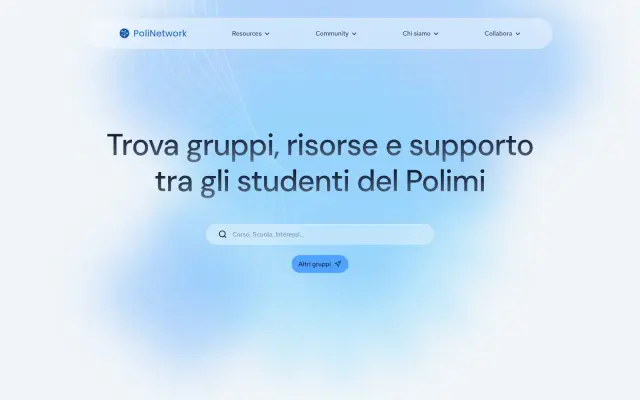 PoliNetwork
Resources
Community
Chi siamo
Collabora
Trova gruppi, risorse e supporto
tra gli studenti del Polimi
Corso, Scuola, Interessi...
Altri gruppi